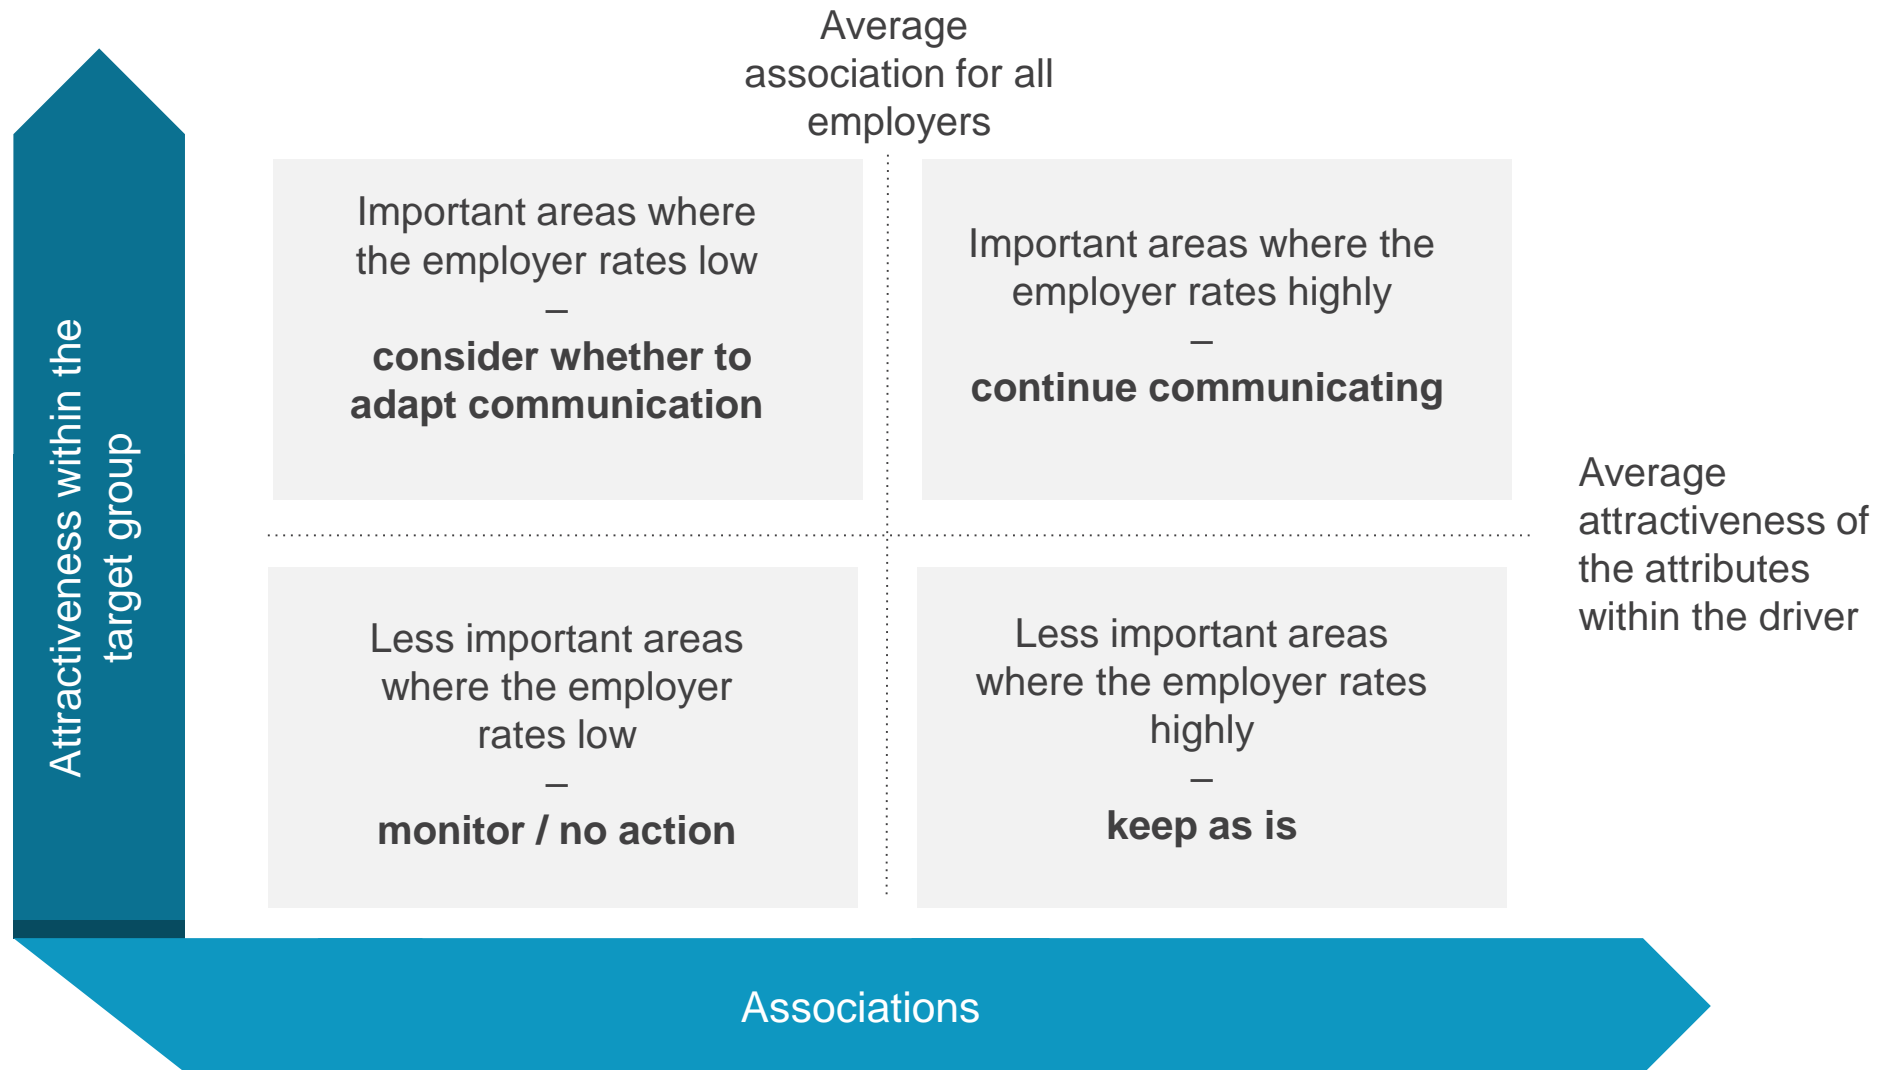 Average
association for all
employers
Important areas where
the employer rates low
–
consider whether to
adapt communication
Important areas where the
employer rates highly
–
continue communicating
Attractiveness within the
target group
Average
attractiveness of
the attributes
within the driver
Less important areas
where the employer
rates low
–
monitor / no action
Less important areas
where the employer rates
highly
–
keep as is
Associations